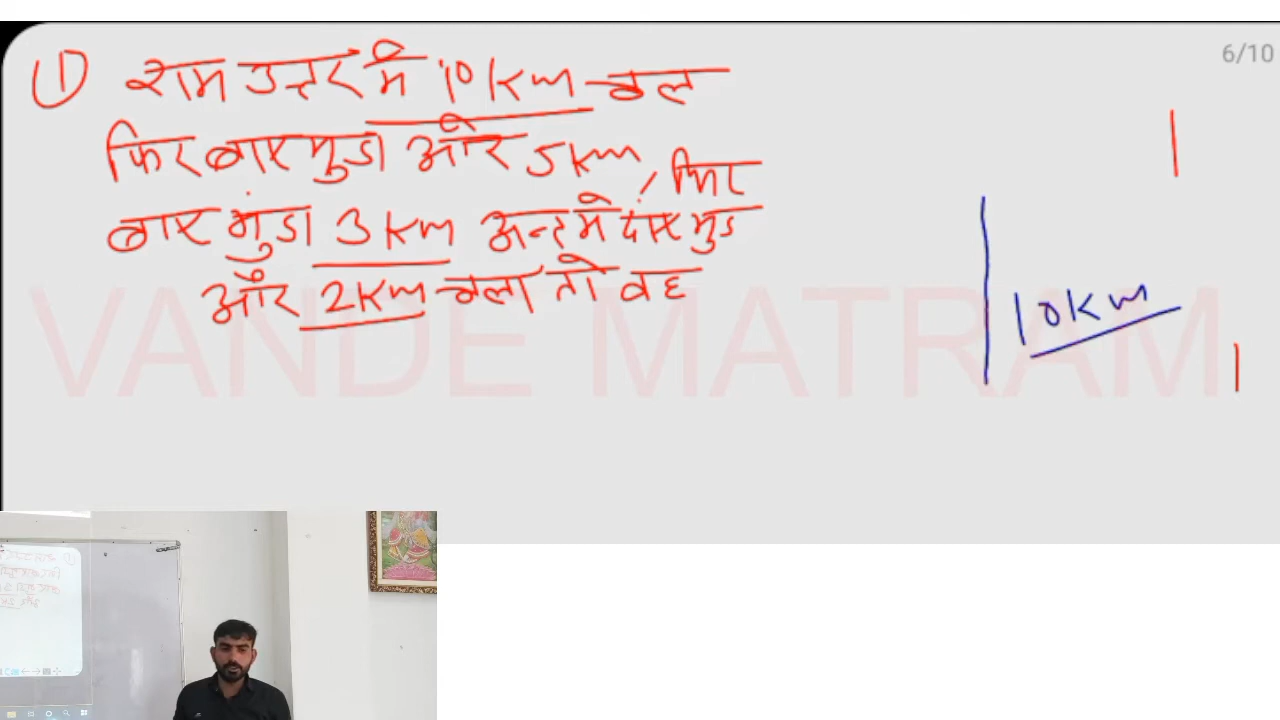 ① राम उत्तर में 10 km चल
6/10
फिर बाए मुडा और 5 km, फिर
बाए मुंडा 3 km अन्त मे दांए मुड
और 2 km चला तो वह
10 km
VANDE MATRAM